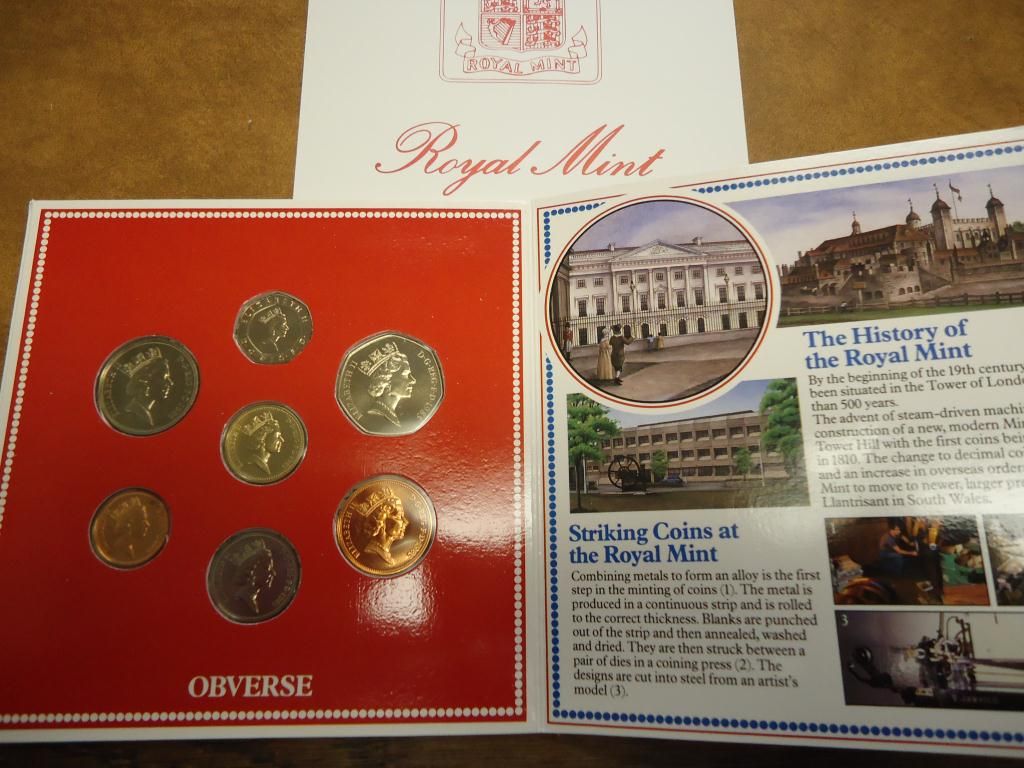 ROYAL MINT
Royal Mint
OBVERSE
The History of
the Royal Mint
By the beginning of the 19th century
been situated in the Tower of Londo
than 500 years.
The advent of steam-driven machi
construction of a new, modern Min
Tower Hill with the first coins bei
in 1810. The change to decimal co
and an increase in overseas order
Mint to move to newer, larger pre
Llantrisant in South Wales.
Striking Coins at
the Royal Mint
Combining metals to form an alloy is the first
step in the minting of coins (1). The metal is
produced in a continuous strip and is rolled
to the correct thickness. Blanks are punched
out of the strip and then annealed, washed
and dried. They are then struck between a
pair of dies in a coining press (2). The
designs are cut into steel from an artist's
model (3).
3
ELIZABETH II
ELIZABETH II